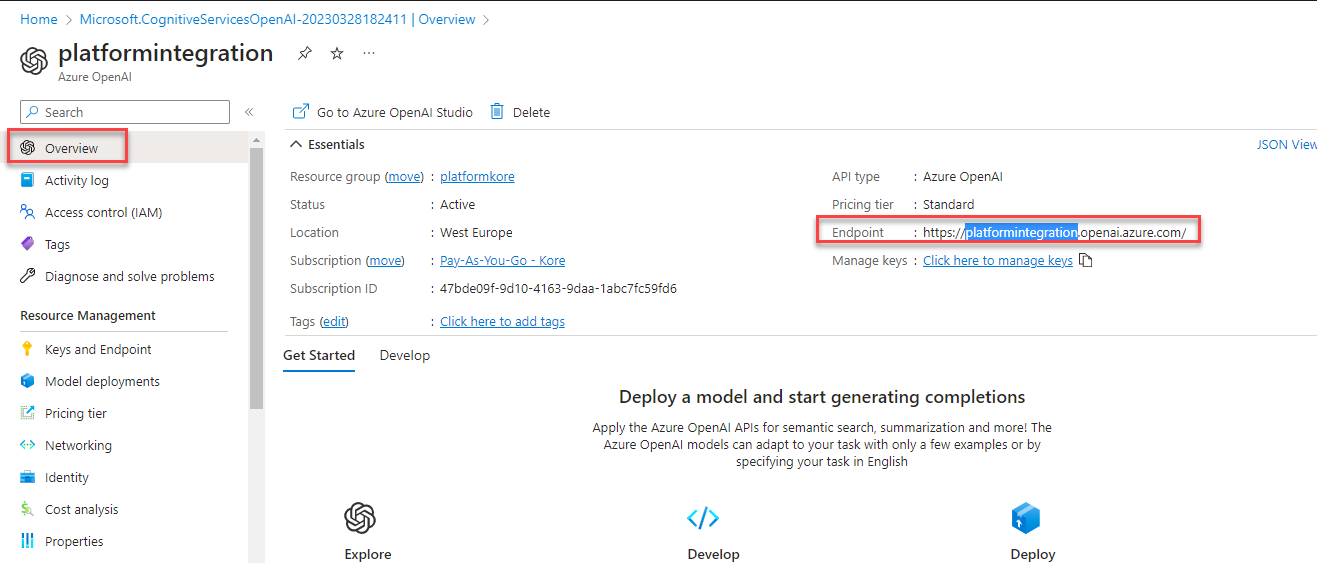 Home > Microsoft.CognitiveServicesOpenAI-20230328182411 | Overview >
platformintegration
Azure OpenAI
Search
Go to Azure OpenAI Studio Delete
Overview
Activity log
Access control (IAM)
Tags
Diagnose and solve problems
Resource Management
Keys and Endpoint
Model deployments
Pricing tier
Networking
Identity
Cost analysis
Properties
Essentials
JSON View
Resource group (move) : platformkore
Status : Active
Location : West Europe
Subscription (move) : Pay-As-You-Go - Kore
Subscription ID : 47bde09f-9d10-4163-9daa-1abc7fc59fd6
Tags (edit) : Click here to add tags
API type : Azure OpenAI
Pricing tier : Standard
Endpoint : https://platformintegration.openai.azure.com/
Manage keys : Click here to manage keys
Get Started Develop
Deploy a model and start generating completions
Apply the Azure OpenAI APIs for semantic search, summarization and more! The
Azure OpenAI models can adapt to your task with only a few examples or by
specifying your task in English
Explore
Develop
Deploy